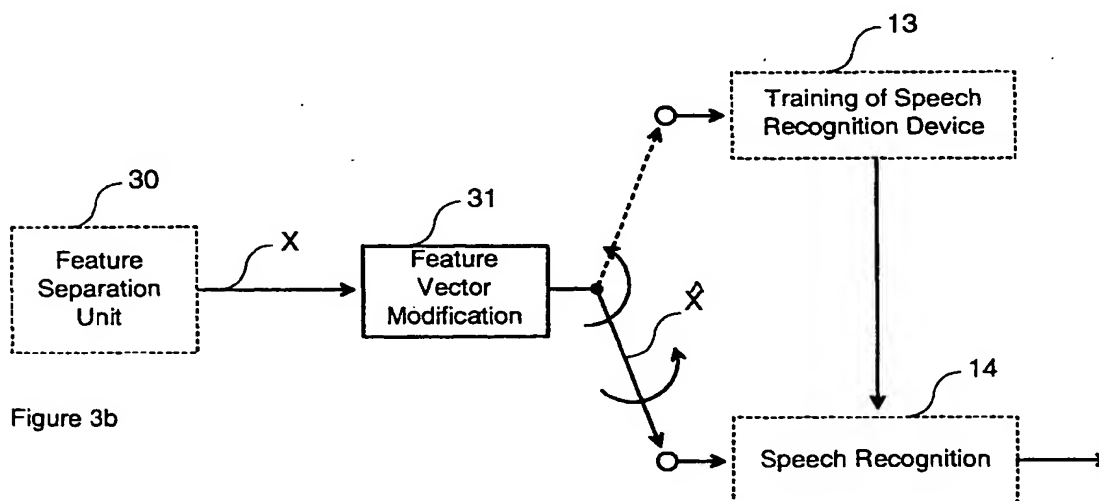 13
Training of Speech
Recognition Device
30
31
X
Feature
Separation
Unit
Feature
Vector
Modification
X̂
14
Figure 3b
Speech Recognition